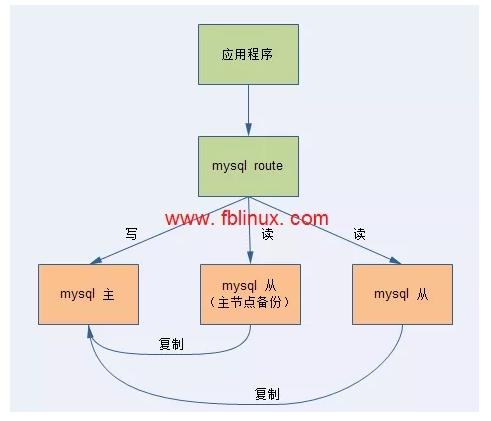 应用程序
mysql route
www. fblinux. com
写
读
读
mysql 主
mysql 从
（主节点备份）
mysql 从
复制
复制